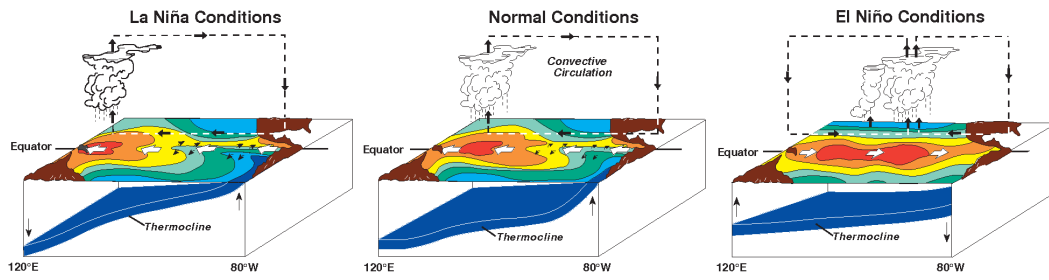 La Niña Conditions
Normal Conditions
El Niño Conditions
Convective
Circulation
Equator
Equator
Equator
Thermocline
Thermocline
Thermocline
120°E
80°W
120°E
80°W
120°E
80°W